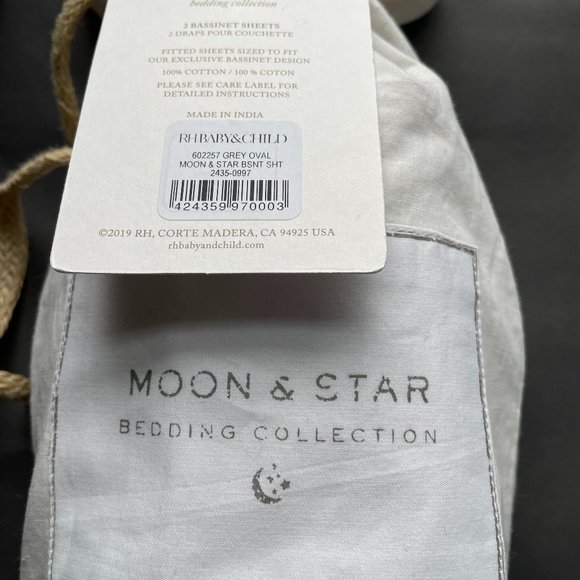 bedding collection
2 BASSINET SHEETS
2 DRAPS POUR COUCHETTE
FITTED SHEETS SIZED TO FIT
OUR EXCLUSIVE BASSINET DESIGN
100% COTTON / 100 % COTON
PLEASE SEE CARE LABEL FOR
DETAILED INSTRUCTIONS
MADE IN INDIA
RH BABY&CHILD
602257 GREY OVAL
MOON & STAR BSNT SHT
2435-0997
424359970003
©2019 RH, CORTE MADERA, CA 94925 USA
rhbabyandchild.com
MOON & STAR
BEDDING COLLECTION